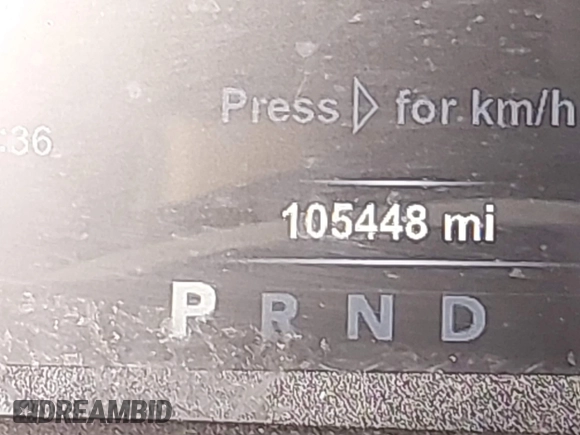 Press ▷ for km/h
:36
105448 mi
P R N D
DREAMBID